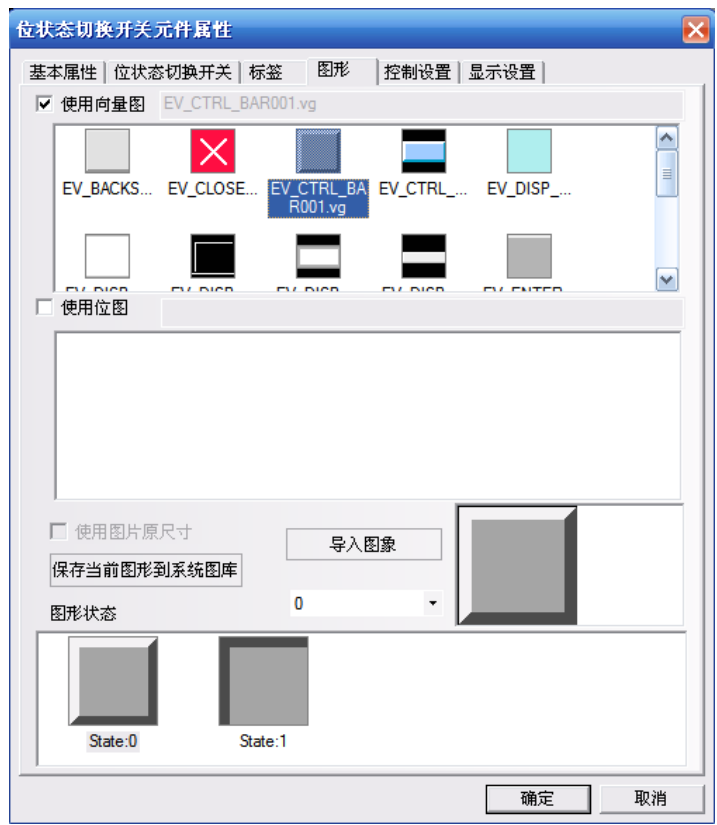 位状态切换开关元件属性
基本属性 位状态切换开关 标签 图形 控制设置 显示设置
使用向量图 EV_CTRL_BAR001.vg
EV_BACKS... EV_CLOSE... EV_CTRL_BA EV_CTRL_... EV_DISP_...
R001.vg
使用位图
使用图片原尺寸
导入图象
保存当前图形到系统图库
0
图形状态
State:0 State:1
确定 取消